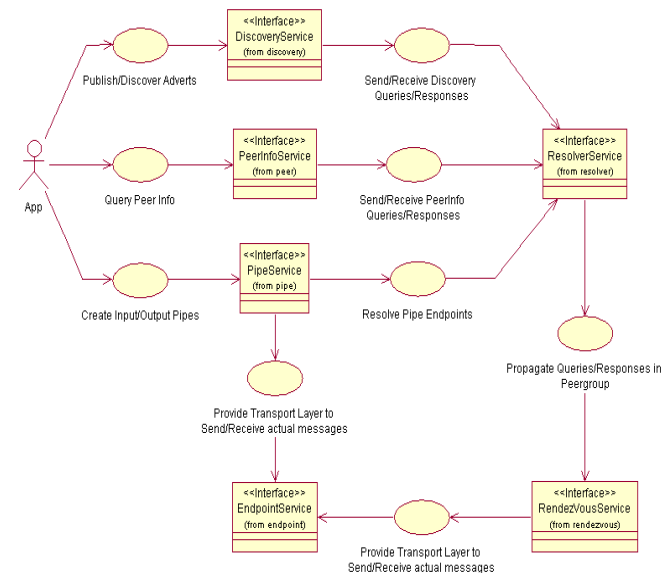 <<Interface>>
DiscoveryService
(from discovery)
Publish/Discover Adverts
Send/Receive Discovery
Queries/Responses
<<Interface>>
PeerInfoService
(from peer)
<<Interface>>
ResolverService
(from resolver)
App
Query Peer Info
Send/Receive PeerInfo
Queries/Responses
<<Interface>>
PipeService
(from pipe)
Create Input/Output Pipes
Resolve Pipe Endpoints
Propagate Queries/Responses in
Peergroup
Provide Transport Layer to
Send/Receive actual messages
<<Interface>>
EndpointService
(from endpoint)
<<Interface>>
RendezVousService
(from rendezvous)
Provide Transport Layer to
Send/Receive actual messages